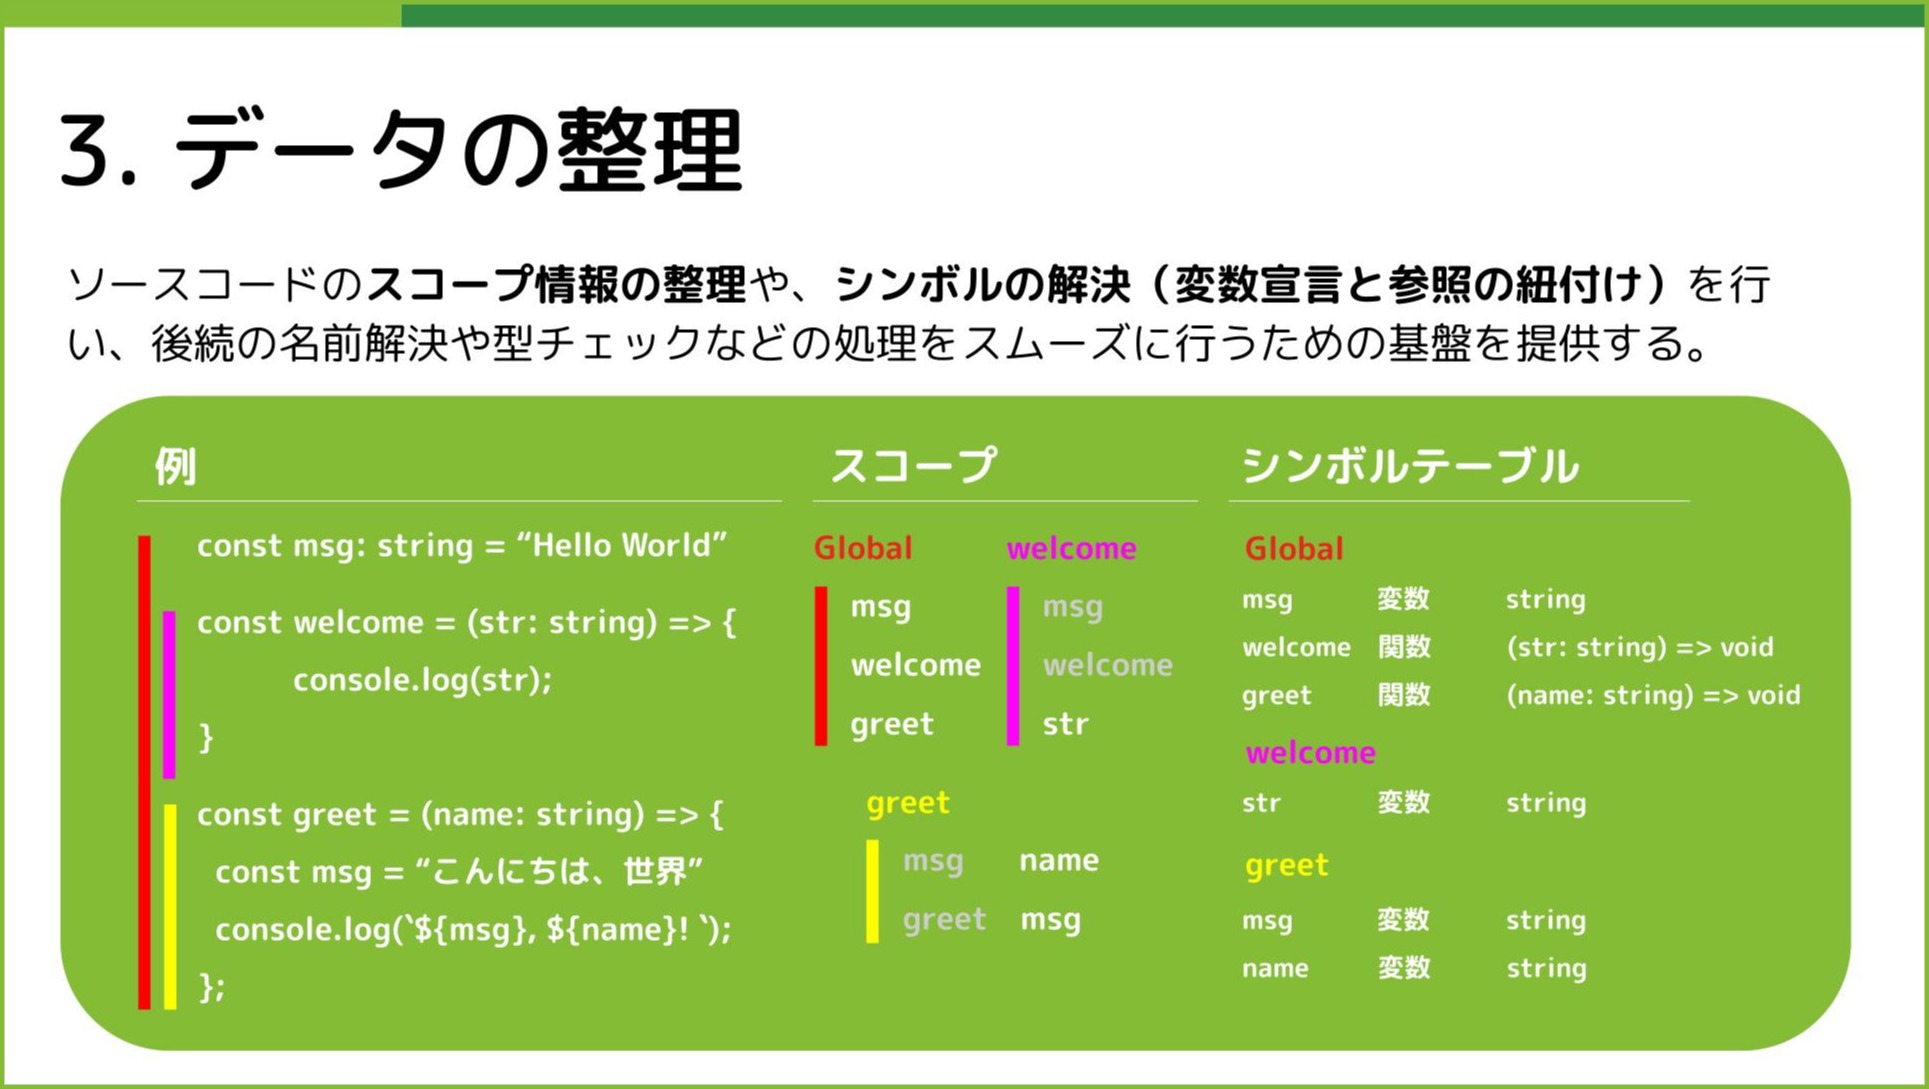 3. データの整理
ソースコードのスコープ情報の整理や、シンボルの解決（変数宣言と参照の紐付け）を行
い、後続の名前解決や型チェックなどの処理をスムーズに行うための基盤を提供する。
例
const msg: string = “Hello World”
const welcome = (str: string) => {
console.log(str);
}
const greet = (name: string) => {
const msg = “こんにちは、世界”
console.log(`${msg}, ${name}! `);
};
スコープ
Global
msg
welcome
greet
welcome
msg
welcome
str
greet
msg name
greet msg
シンボルテーブル
Global
msg 変数 string
welcome 関数 (str: string) => void
greet 関数 (name: string) => void
welcome
str 変数 string
greet
msg 変数 string
name 変数 string